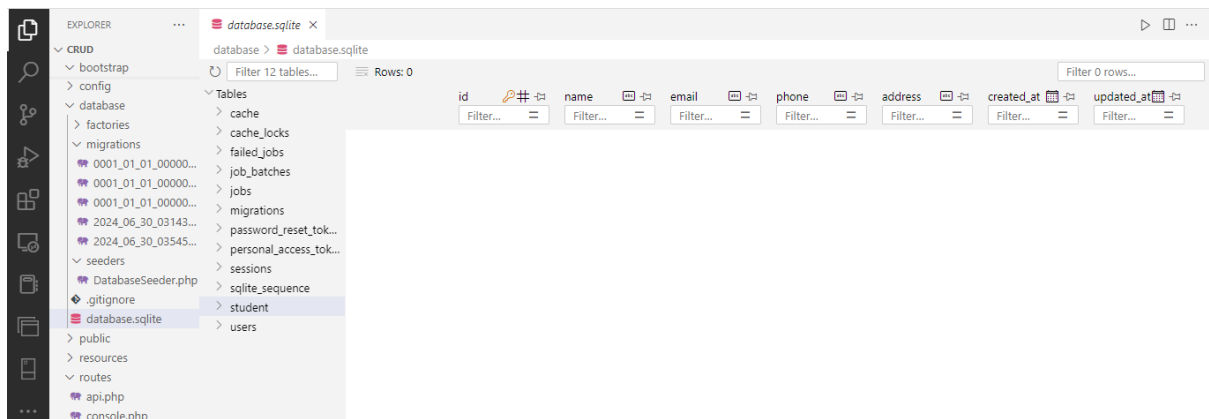 EXPLORER ...
CRUD
bootstrap
config
database
factories
migrations
0001_01_01_00000...
0001_01_01_00000...
0001_01_01_00000...
2024_06_30_03143...
2024_06_30_03545...
seeders
DatabaseSeeder.php
.gitignore
database.sqlite
public
resources
routes
api.php
console.php
database.sqlite
database > database.sqlite
Filter 12 tables...
Rows: 0
Filter 0 rows...
Tables
cache
cache_locks
failed_jobs
job_batches
jobs
migrations
password_reset_tok...
personal_access_tok...
sessions
sqlite_sequence
student
users
id name email phone address created_at updated_at
Filter... Filter... Filter... Filter... Filter... Filter... Filter...